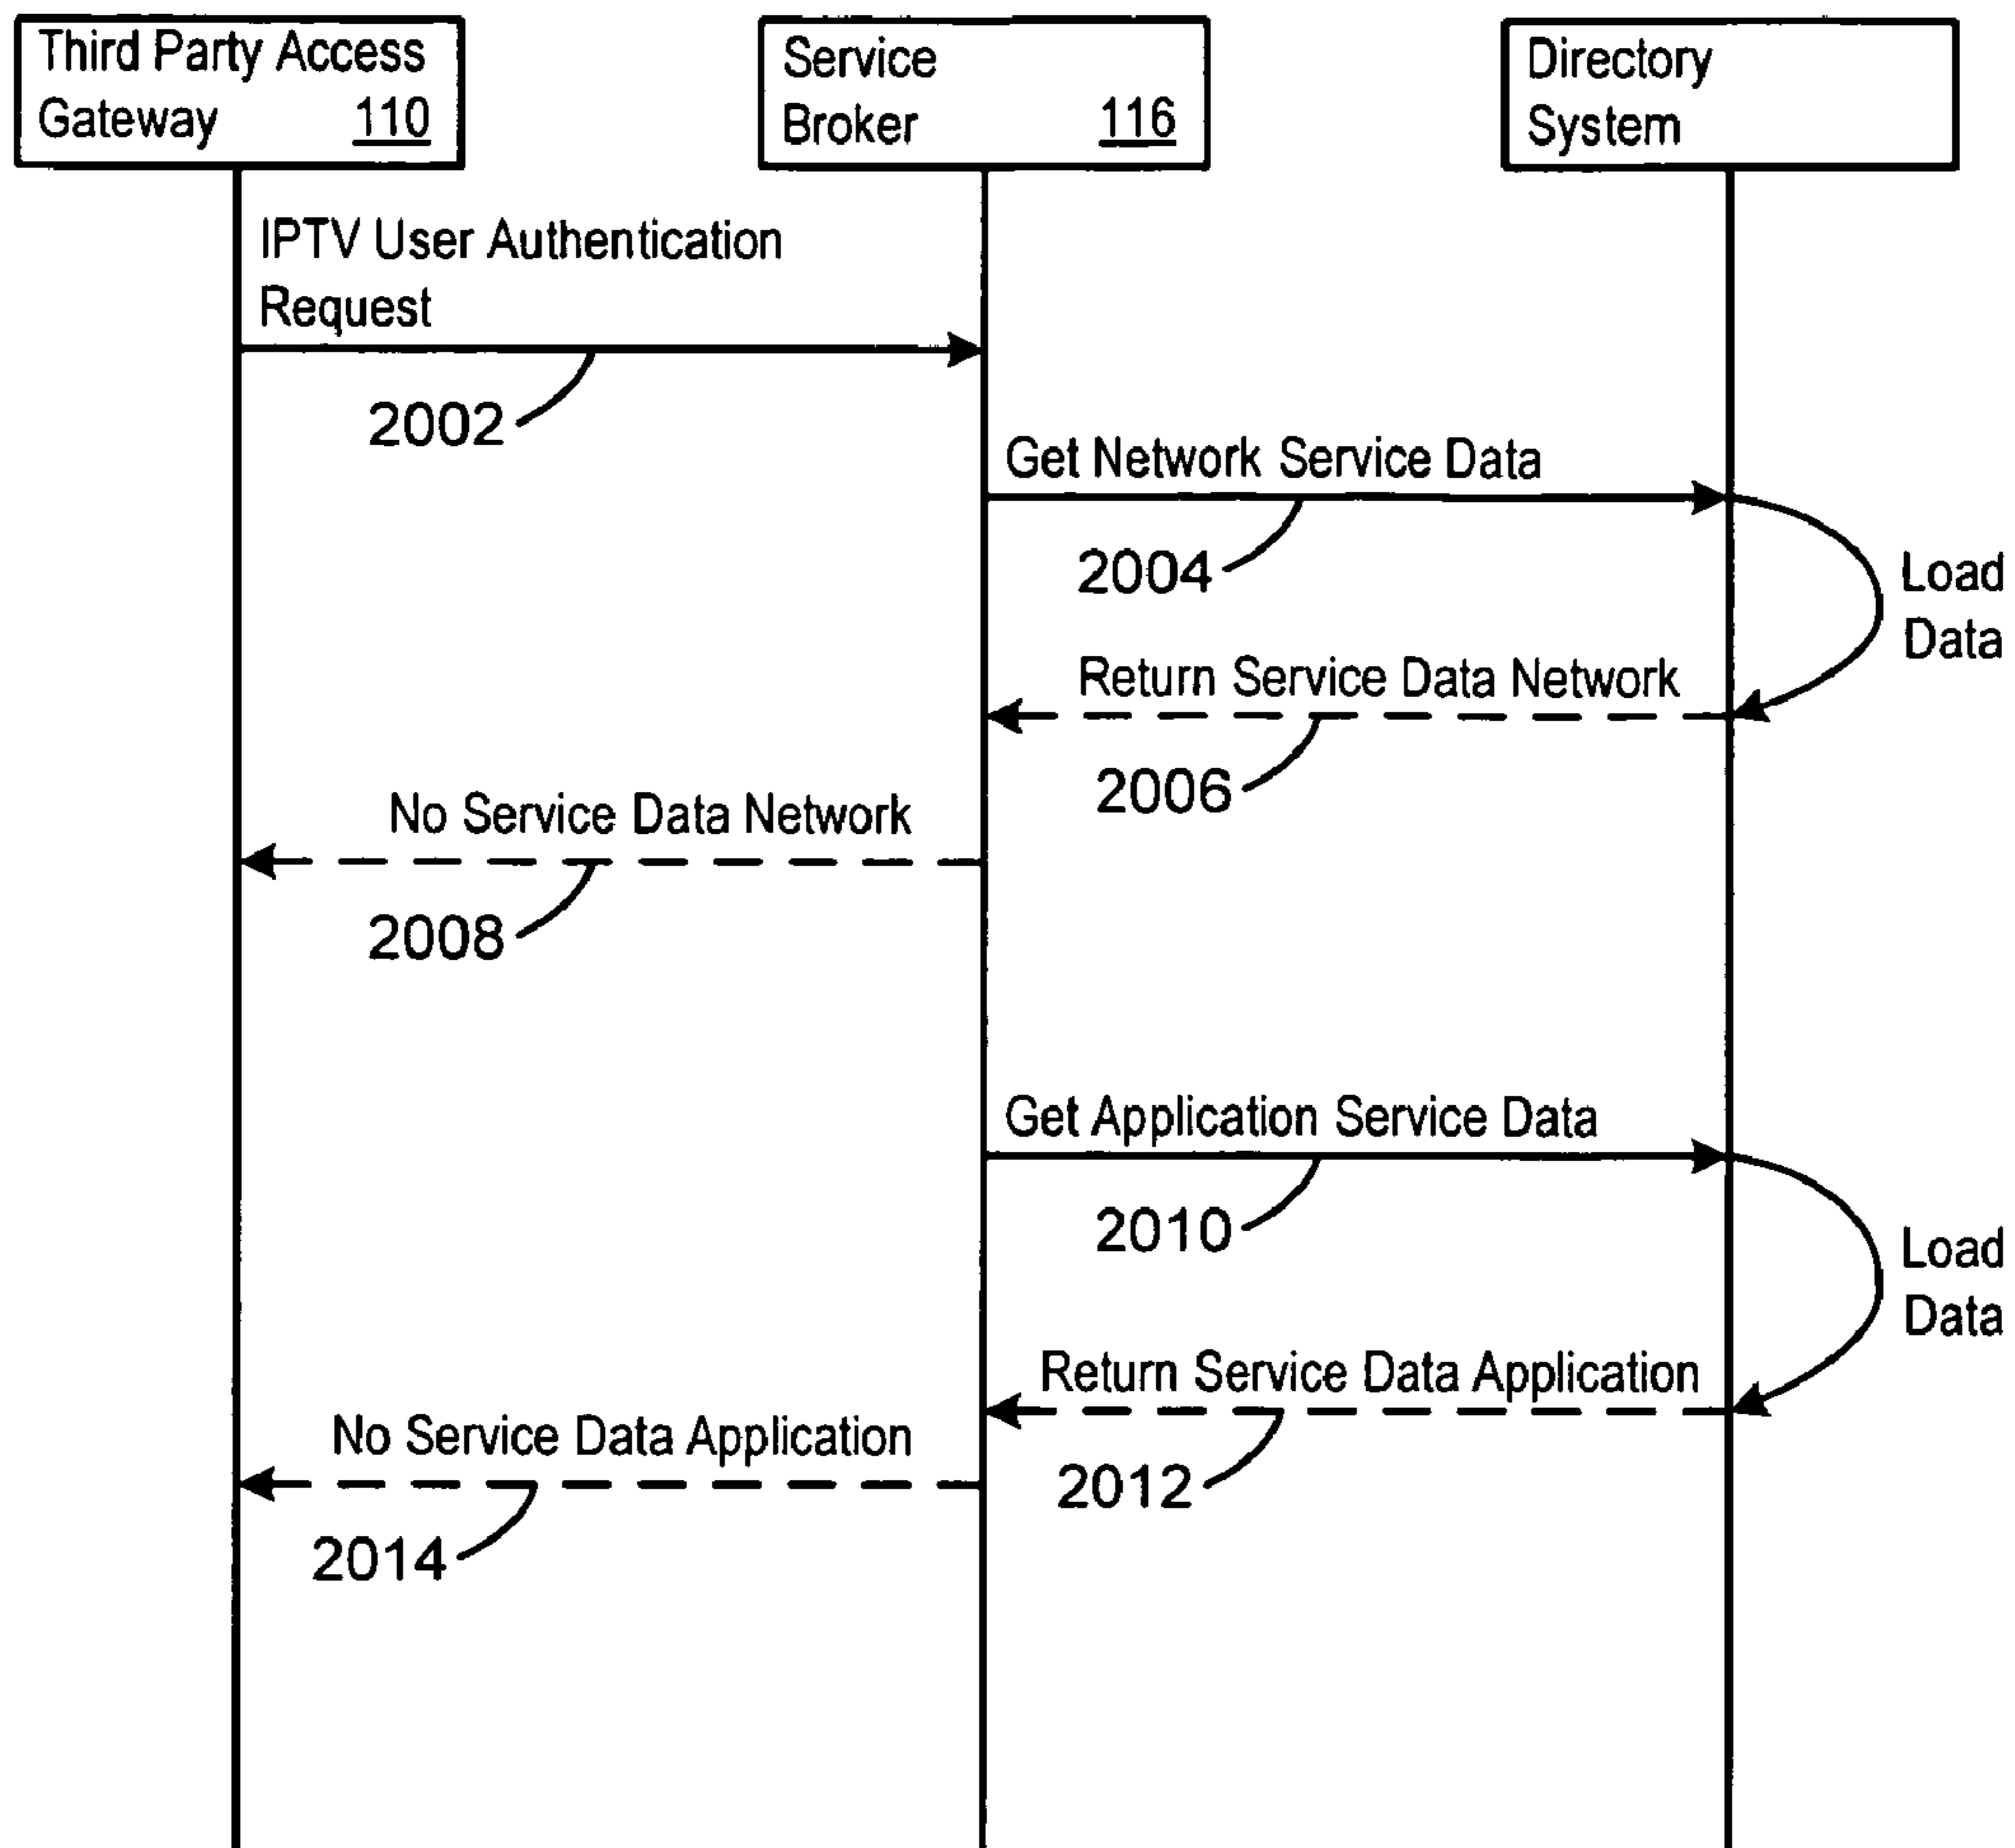 Third Party Access
Gateway 110
Service
Broker 116
Directory
System
IPTV User Authentication
Request
2002
Get Network Service Data
2004
Load
Data
Return Service Data Network
2006
No Service Data Network
2008
Get Application Service Data
2010
Load
Data
Return Service Data Application
2012
No Service Data Application
2014